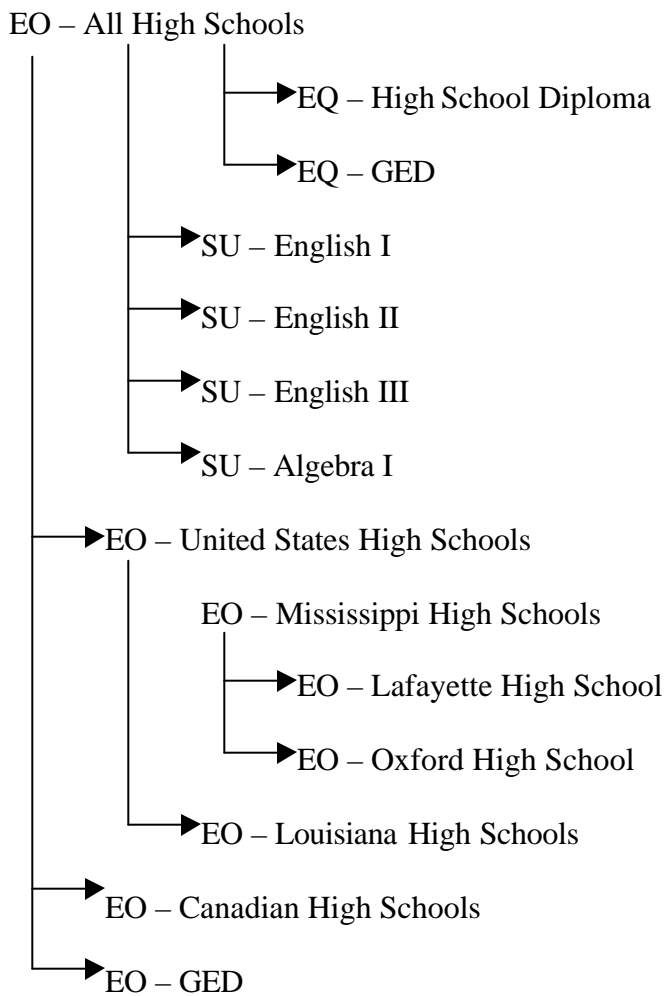 EO – All High Schools
EQ – High School Diploma
EQ – GED
SU – English I
SU – English II
SU – English III
SU – Algebra I
EO – United States High Schools
EO – Mississippi High Schools
EO – Lafayette High School
EO – Oxford High School
EO – Louisiana High Schools
EO – Canadian High Schools
EO – GED